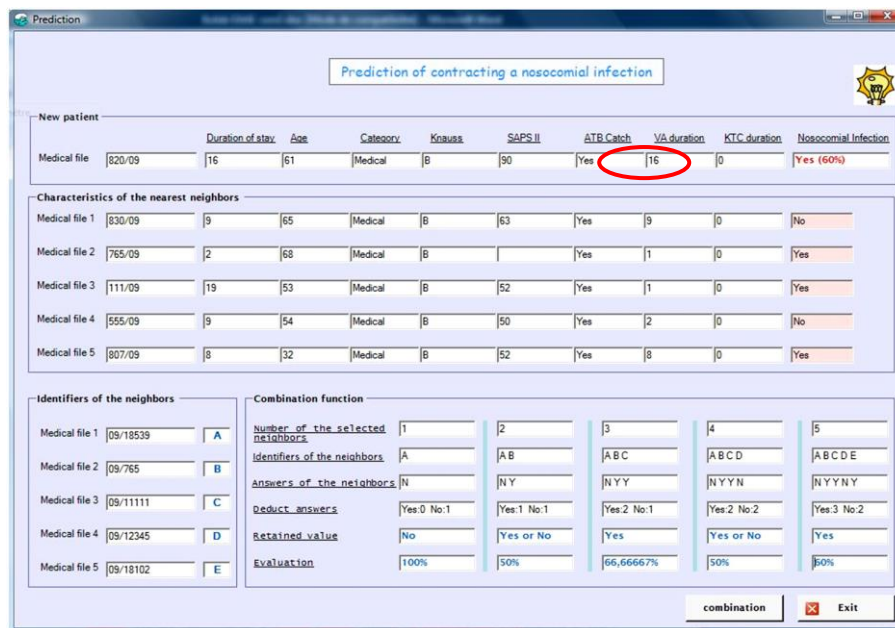 Prediction
Prediction of contracting a nosocomial infection
New patient
Duration of stay Age Category Knauss SAPS II ATB Catch VA duration KTC duration Nosocomial Infection
Medical file 820/09 16 61 Medical B 90 Yes 16 0 Yes (60%)
Characteristics of the nearest neighbors
Medical file 1 830/09 9 65 Medical B 63 Yes 9 0 No
Medical file 2 765/09 2 68 Medical B Yes 1 0 Yes
Medical file 3 111/09 19 53 Medical B 52 Yes 1 0 Yes
Medical file 4 555/09 9 54 Medical B 50 Yes 2 0 No
Medical file 5 807/09 8 32 Medical B 52 Yes 8 0 Yes
Identifiers of the neighbors
Medical file 1 09/18539 A
Medical file 2 09/765 B
Medical file 3 09/11111 C
Medical file 4 09/12345 D
Medical file 5 09/18102 E
Combination function
Number of the selected
neighbors 1 2 3 4 5
Identifiers of the neighbors A A B A B C A B C D A B C D E
Answers of the neighbors N N Y N Y Y N Y Y N N Y Y N Y
Deduct answers Yes:0 No:1 Yes:1 No:1 Yes:2 No:1 Yes:2 No:2 Yes:3 No:2
Retained value No Yes or No Yes Yes or No Yes
Evaluation 100% 50% 66,66667% 50% 60%
combination Exit